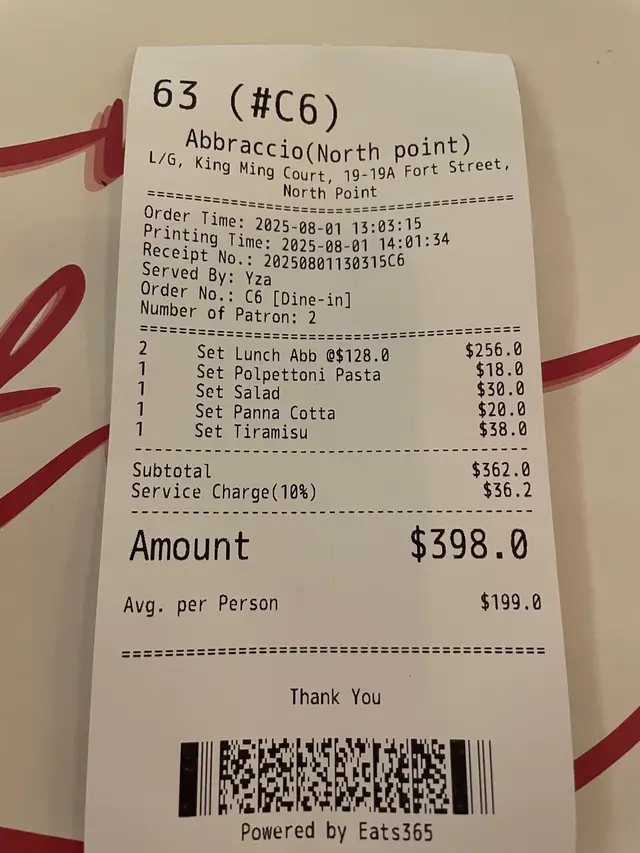 63 (#C6)
Abbraccio(North point)
L/G, King Ming Court, 19-19A Fort Street,
North Point
================================================
Order Time: 2025-08-01 13:03:15
Printing Time: 2025-08-01 14:01:34
Receipt No.: 20250801130315C6
Served By: Yza
Order No.: C6 [Dine-in]
Number of Patron: 2
================================================
2 Set Lunch Abb @$128.0 $256.0
1 Set Polpettoni Pasta $18.0
1 Set Salad $30.0
1 Set Panna Cotta $20.0
1 Set Tiramisu $38.0
------------------------------------------------
Subtotal $362.0
Service Charge(10%) $36.2
------------------------------------------------
Amount $398.0
Avg. per Person $199.0
================================================
Thank You
Powered by Eats365